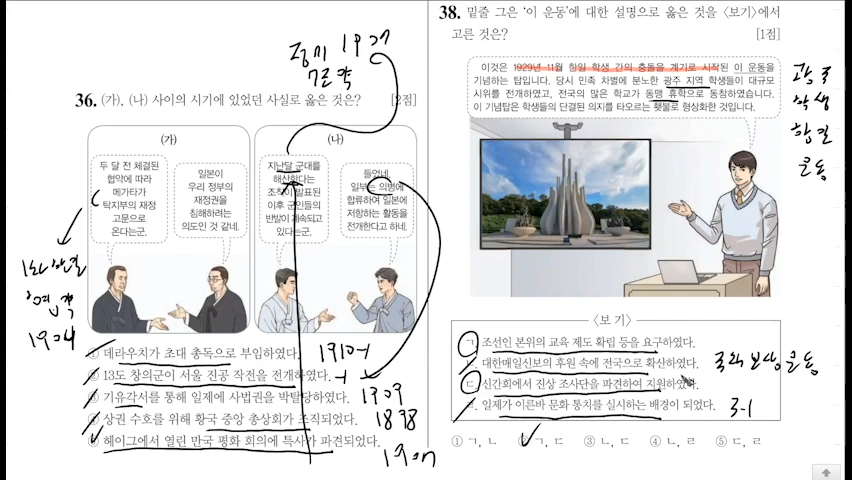 36. (가), (나) 사이의 시기에 있었던 사실로 옳은 것은? [2점]
(가)
두 달 전 체결된
협약에 따라
메가타가
탁지부의 재정
고문으로
온다는군.
일본이
우리 정부의
재정권을
침해하려는
의도인 것 같네.
(나)
지난달 군대를
해산한다는
조칙이 발표된
이후 군인들의
반발이 계속되고
있다는군.
들었네.
일부는 의병에
합류하여 일본에
저항하는 활동을
전개한다고 하네.
① 데라우치가 초대 총독으로 부임하였다.
② 13도 창의군이 서울 진공 작전을 전개하였다.
③ 기유각서를 통해 일제에 사법권을 박탈당하였다.
④ 상권 수호를 위해 황국 중앙 총상회가 조직되었다.
⑤ 헤이그에서 열린 만국 평화 회의에 특사가 파견되었다.
1909
1898
38. 밑줄 그은 '이 운동'에 대한 설명으로 옳은 것을 <보기>에서
고른 것은? [1점]
이것은 1929년 11월 한일 학생 간의 충돌을 계기로 시작된 이 운동을
기념하는 탑입니다. 당시 민족 차별에 분노한 광주 지역 학생들이 대규모
시위를 전개하였고, 전국의 많은 학교가 동맹 휴학으로 동참하였습니다.
이 기념탑은 학생들의 단결된 의지를 타오르는 횃불로 형상화한 것입니다.
광주
학생
항일
운동
<보 기>
ㄱ. 조선인 본위의 교육 제도 확립 등을 요구하였다.
ㄴ. 대한매일신보의 후원 속에 전국으로 확산하였다.
ㄷ. 신간회에서 진상 조사단을 파견하여 지원하였다.
ㄹ. 일제가 이른바 문화 통치를 실시하는 배경이 되었다.
국채보상운동
3-1
① ㄱ, ㄴ ② ㄱ, ㄷ ③ ㄴ, ㄷ ④ ㄴ, ㄹ ⑤ ㄷ, ㄹ